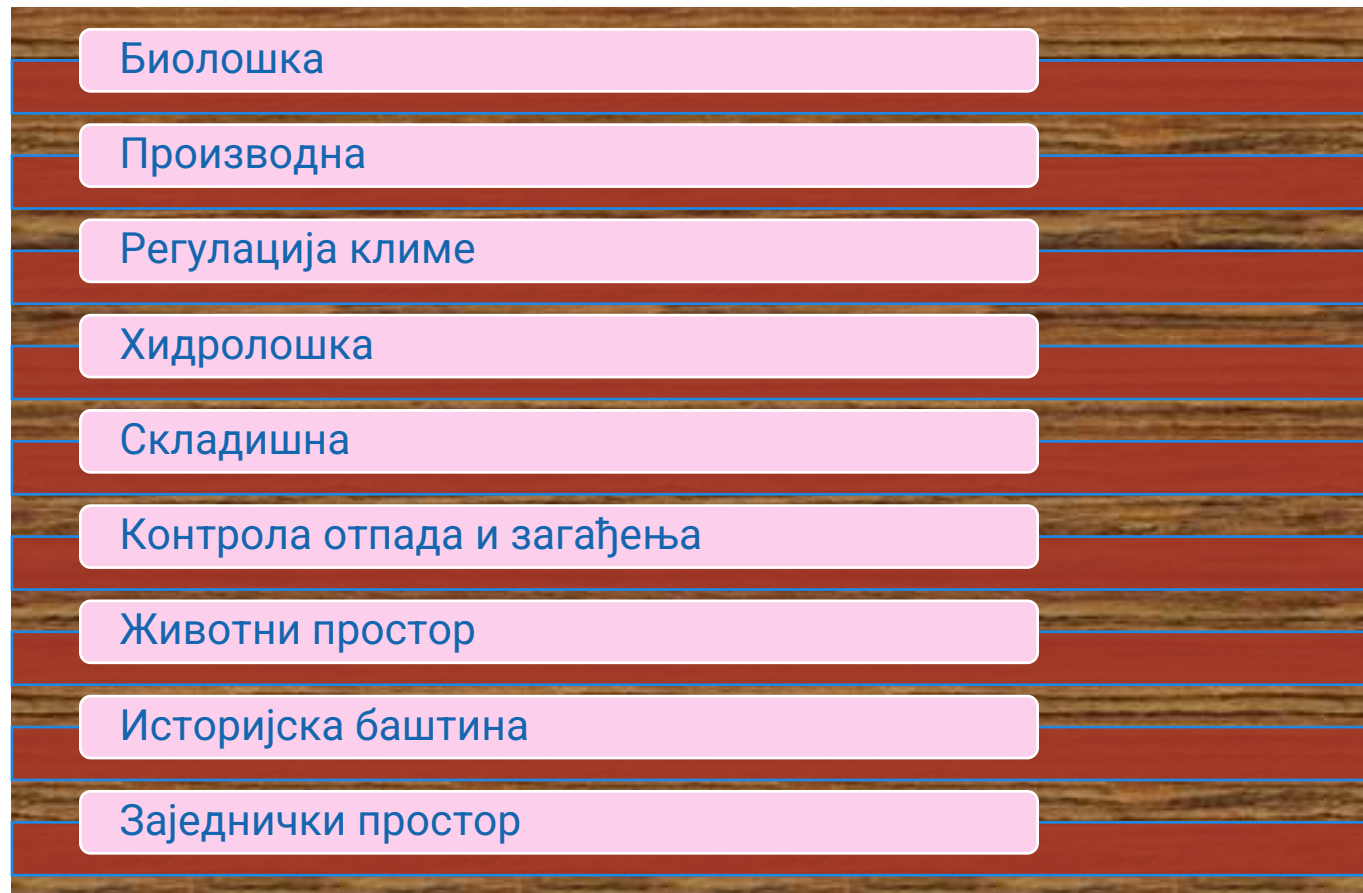 Биолошка
Производна
Регулација климе
Хидролошка
Складишна
Контрола отпада и загађења
Животни простор
Историјска баштина
Заједнички простор